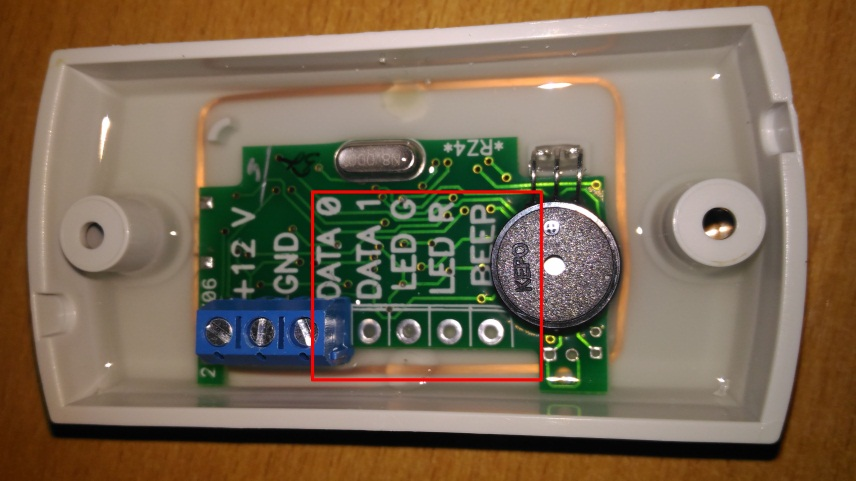 *RZ4*
+12 V
GND
DATA 0
DATA 1
LED G
LED R
BEEP
KEPO